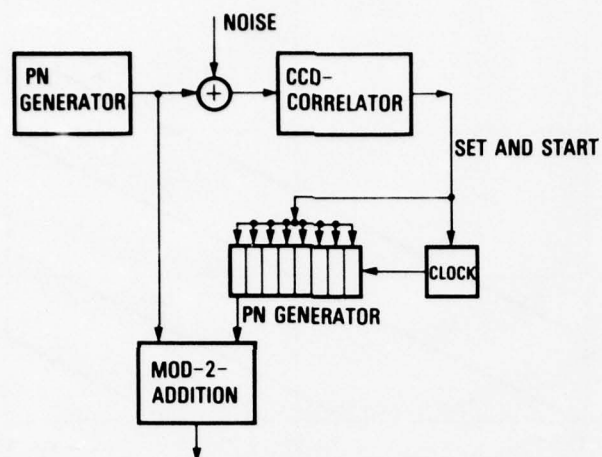 NOISE
PN
GENERATOR
+
CCD-
CORRELATOR
SET AND START
CLOCK
PN GENERATOR
MOD-2-
ADDITION